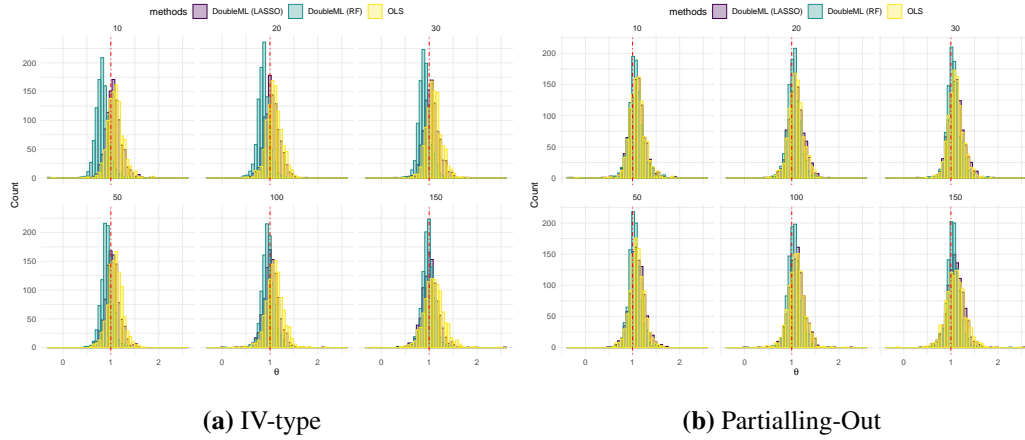 methods DoubleML (LASSO) DoubleML (RF) OLS
10 20 30
200
150
100
50
0
50 100 150
200
150
100
50
0
Count
0 1 2 0 1 2 0 1 2
θ
(a) IV-type
methods DoubleML (LASSO) DoubleML (RF) OLS
10 20 30
200
150
100
50
0
50 100 150
200
150
100
50
0
Count
0 1 2 0 1 2 0 1 2
θ
(b) Partialling-Out